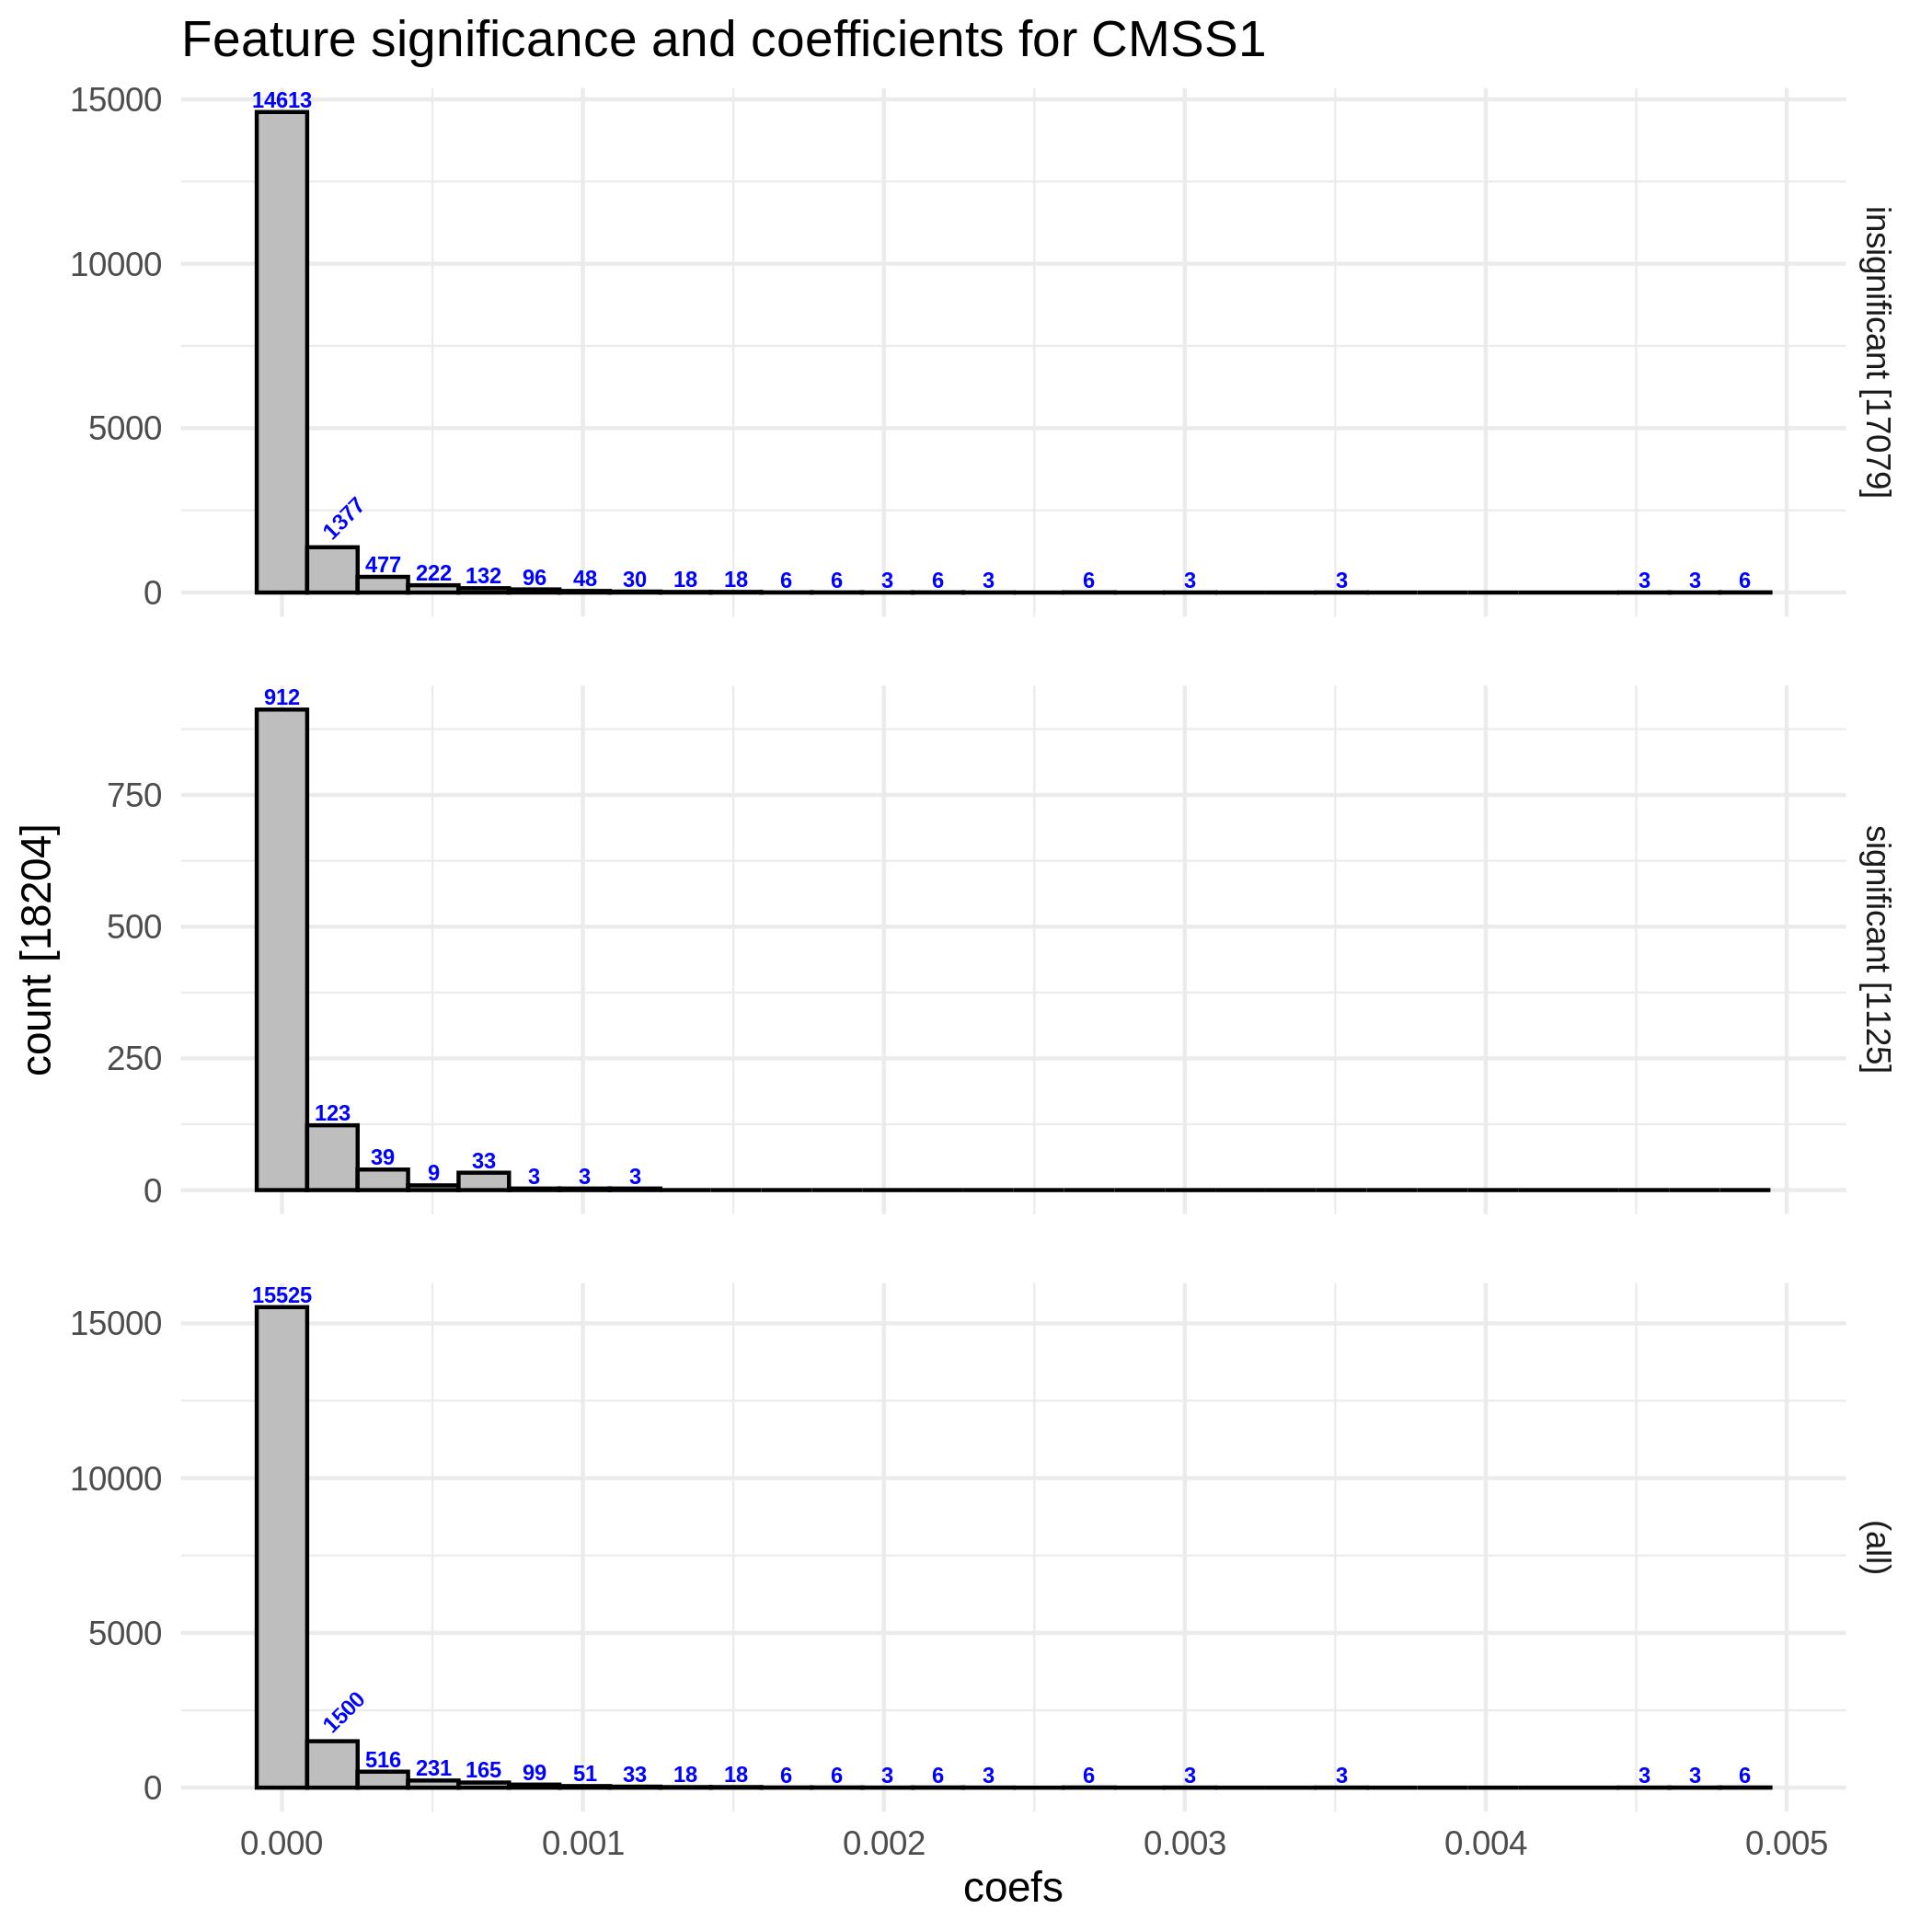 Feature significance and coefficients for CMSS1
15000
10000
5000
0
14613
1377
477 222 132 96 48 30 18 18 6 6 3 6 3 6 3 3 3 3 6
insignificant [17079]
count [18204]
750
500
250
0
912
123
39 9 33 3 3 3
significant [1125]
15000
10000
5000
0
15525
1500
516 231 165 99 51 33 18 18 6 6 3 6 3 6 3 3 3 3 6
(all)
0.000 0.001 0.002 0.003 0.004 0.005
coefs